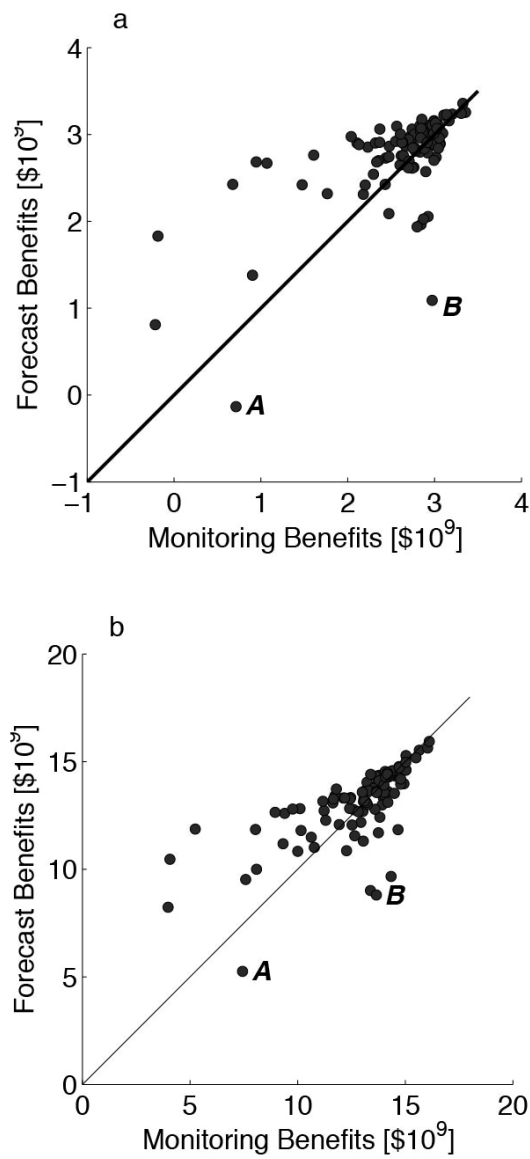 a
4
3
2
1
0
−1
Forecast Benefits [$10⁹]
−1 0 1 2 3 4
Monitoring Benefits [$10⁹]
A
B
b
20
15
10
5
0
Forecast Benefits [$10⁹]
0 5 10 15 20
Monitoring Benefits [$10⁹]
B
A